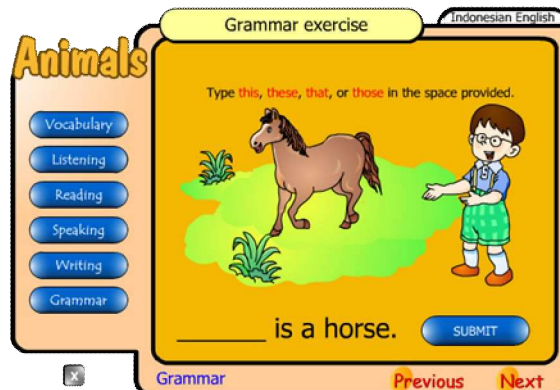 Grammar exercise
Indonesian English
Animals
Type this, these, that, or those in the space provided.
Vocabulary
Listening
Reading
Speaking
Writing
Grammar
______ is a horse.
SUBMIT
X
Grammar
Previous
Next